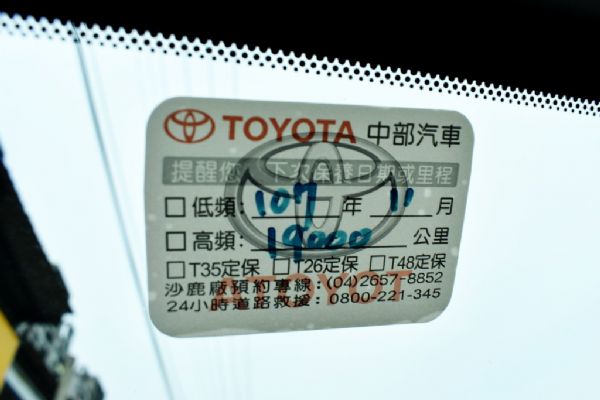 TOYOTA 中部汽車
提醒您 下次保養日期或里程
□低頻: 107 年 11 月
□高頻: 19000 公里
□T35定保 □T26定保 □T48定保
沙鹿廠預約專線:(04)2657-8852
24小時道路救援: 0800-221-345